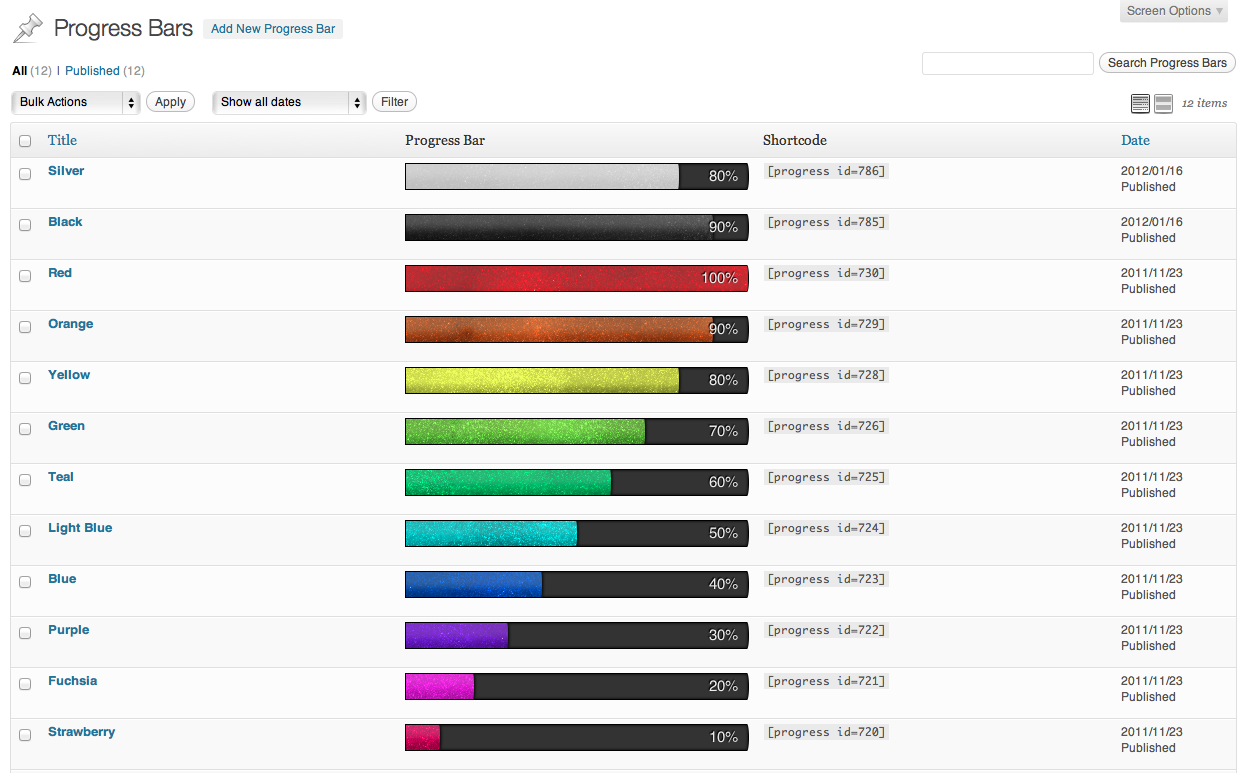 Screen Options ▼
Progress Bars Add New Progress Bar
All (12) | Published (12)
Search Progress Bars
Bulk Actions Apply Show all dates Filter 12 items
Title Progress Bar Shortcode Date
Silver 80% [progress id=786] 2012/01/16
Published
Black 90% [progress id=785] 2012/01/16
Published
Red 100% [progress id=730] 2011/11/23
Published
Orange 90% [progress id=729] 2011/11/23
Published
Yellow 80% [progress id=728] 2011/11/23
Published
Green 70% [progress id=726] 2011/11/23
Published
Teal 60% [progress id=725] 2011/11/23
Published
Light Blue 50% [progress id=724] 2011/11/23
Published
Blue 40% [progress id=723] 2011/11/23
Published
Purple 30% [progress id=722] 2011/11/23
Published
Fuchsia 20% [progress id=721] 2011/11/23
Published
Strawberry 10% [progress id=720] 2011/11/23
Published